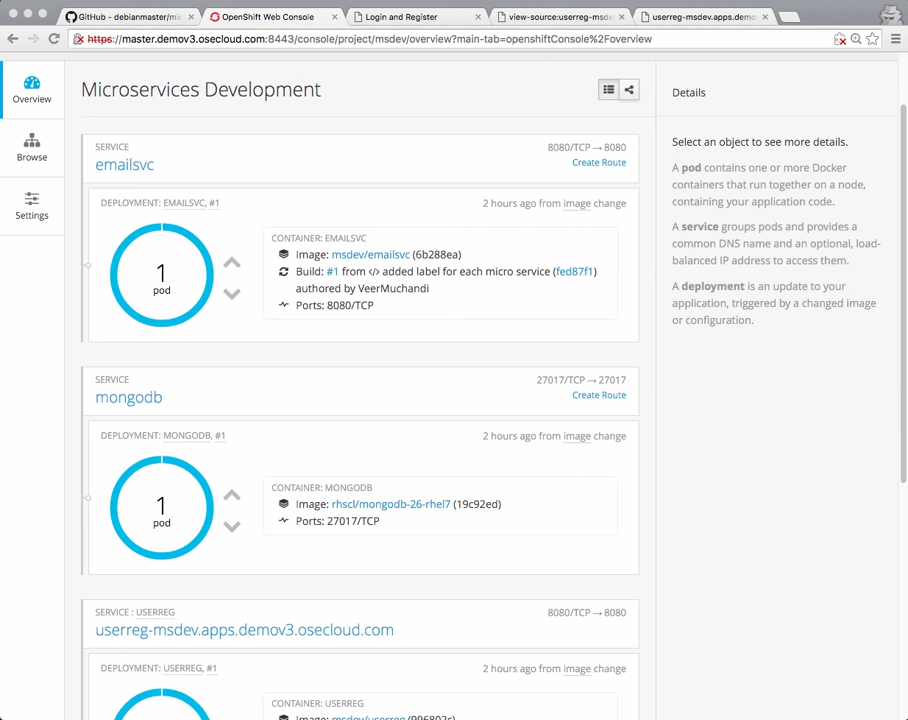 GitHub - debianmaster/mic
OpenShift Web Console
Login and Register
view-source:userreg-msde
userreg-msdev.apps.demo
https://master.demov3.osecloud.com:8443/console/project/msdev/overview?main-tab=openshiftConsole%2Foverview
Overview
Browse
Settings
Microservices Development
SERVICE
8080/TCP → 8080
emailsvc
Create Route
DEPLOYMENT: EMAILSVC, #1
2 hours ago from image change
1
pod
CONTAINER: EMAILSVC
Image: msdev/emailsvc (6b288ea)
Build: #1 from </> added label for each micro service (fed87f1)
authored by VeerMuchandi
Ports: 8080/TCP
SERVICE
27017/TCP → 27017
mongodb
Create Route
DEPLOYMENT: MONGODB, #1
2 hours ago from image change
1
pod
CONTAINER: MONGODB
Image: rhscl/mongodb-26-rhel7 (19c92ed)
Ports: 27017/TCP
SERVICE : USERREG
8080/TCP → 8080
userreg-msdev.apps.demov3.osecloud.com
DEPLOYMENT: USERREG, #1
2 hours ago from image change
CONTAINER: USERREG
Image: msdev/userreg (996802c)
Details
Select an object to see more details.
A pod contains one or more Docker
containers that run together on a node,
containing your application code.
A service groups pods and provides a
common DNS name and an optional, load-
balanced IP address to access them.
A deployment is an update to your
application, triggered by a changed image
or configuration.